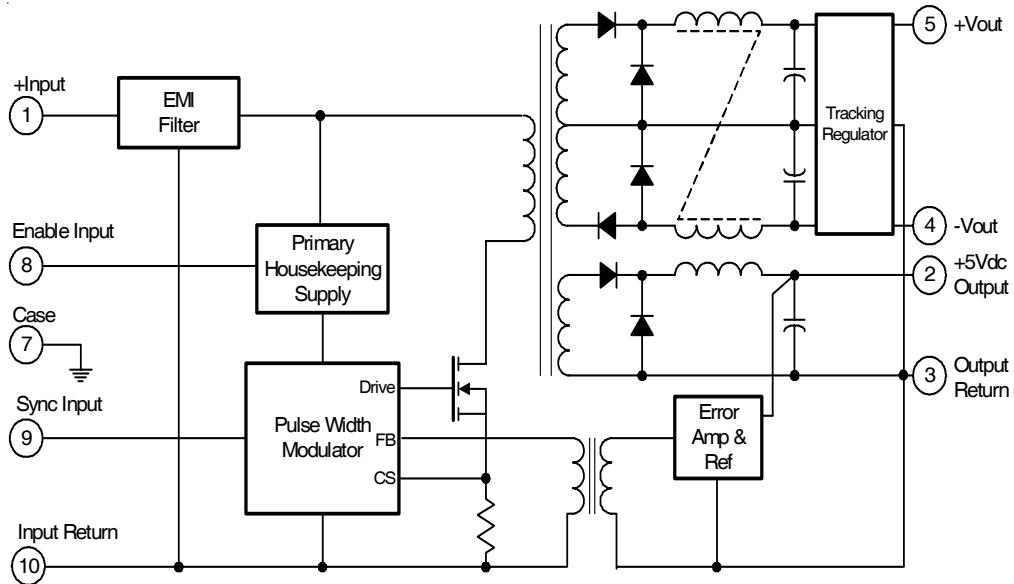 +Input
1
EMI
Filter
5
+Vout
Tracking
Regulator
Enable Input
8
Primary
Housekeeping
Supply
4
-Vout
2
+5Vdc
Output
Case
7
3
Output
Return
Sync Input
9
Drive
Pulse Width
Modulator
FB
CS
Error
Amp &
Ref
Input Return
10